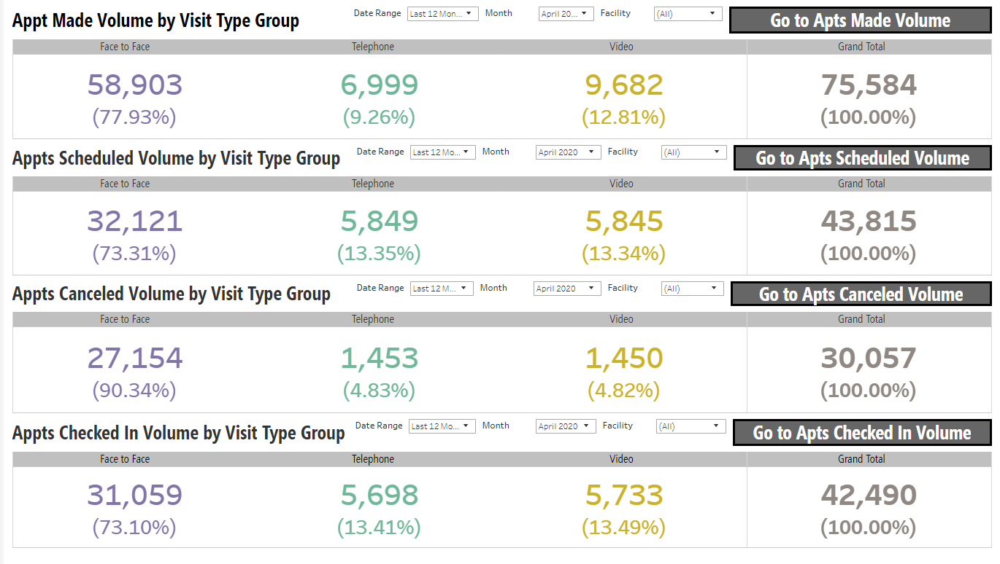 Appt Made Volume by Visit Type Group Date Range Last 12 Mon... Month April 20... Facility (All) Go to Apts Made Volume
Face to Face Telephone Video Grand Total
58,903 6,999 9,682 75,584
(77.93%) (9.26%) (12.81%) (100.00%)
Appts Scheduled Volume by Visit Type Group Date Range Last 12 Mo... Month April 2020 Facility (All) Go to Apts Scheduled Volume
Face to Face Telephone Video Grand Total
32,121 5,849 5,845 43,815
(73.31%) (13.35%) (13.34%) (100.00%)
Appts Canceled Volume by Visit Type Group Date Range Last 12 M... Month April 2020 Facility (All) Go to Apts Canceled Volume
Face to Face Telephone Video Grand Total
27,154 1,453 1,450 30,057
(90.34%) (4.83%) (4.82%) (100.00%)
Appts Checked In Volume by Visit Type Group Date Range Last 12 Mo... Month April 2020 Facility (All) Go to Apts Checked In Volume
Face to Face Telephone Video Grand Total
31,059 5,698 5,733 42,490
(73.10%) (13.41%) (13.49%) (100.00%)